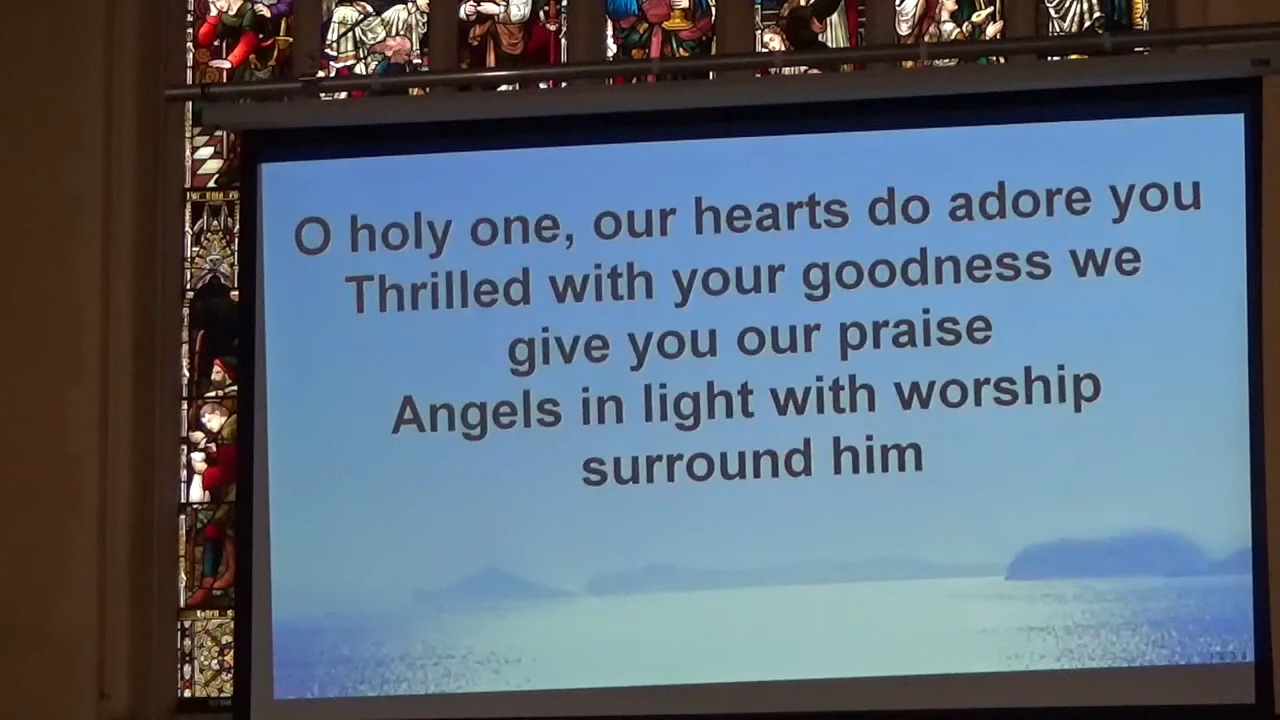 O holy one, our hearts do adore you
Thrilled with your goodness we
give you our praise
Angels in light with worship
surround him